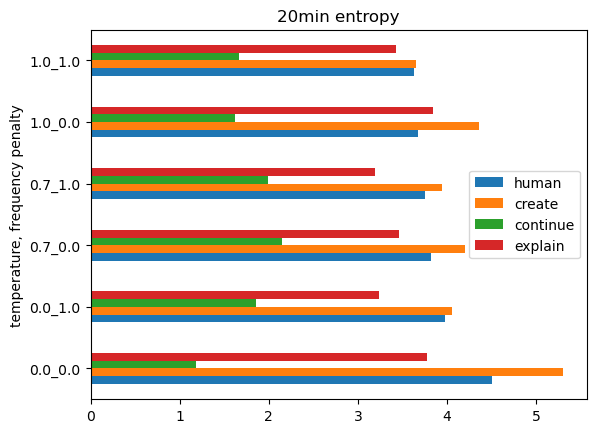 20min entropy
temperature, frequency penalty
1.0_1.0
1.0_0.0
0.7_1.0
0.7_0.0
0.0_1.0
0.0_0.0
human
create
continue
explain
0 1 2 3 4 5